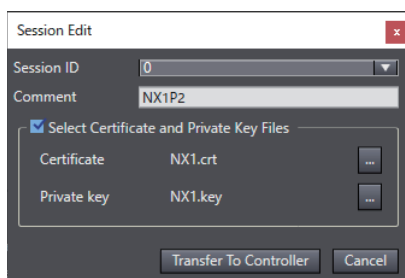 Session Edit
x
Session ID 0
Comment NX1P2
Select Certificate and Private Key Files
Certificate NX1.crt ...
Private key NX1.key ...
Transfer To Controller Cancel